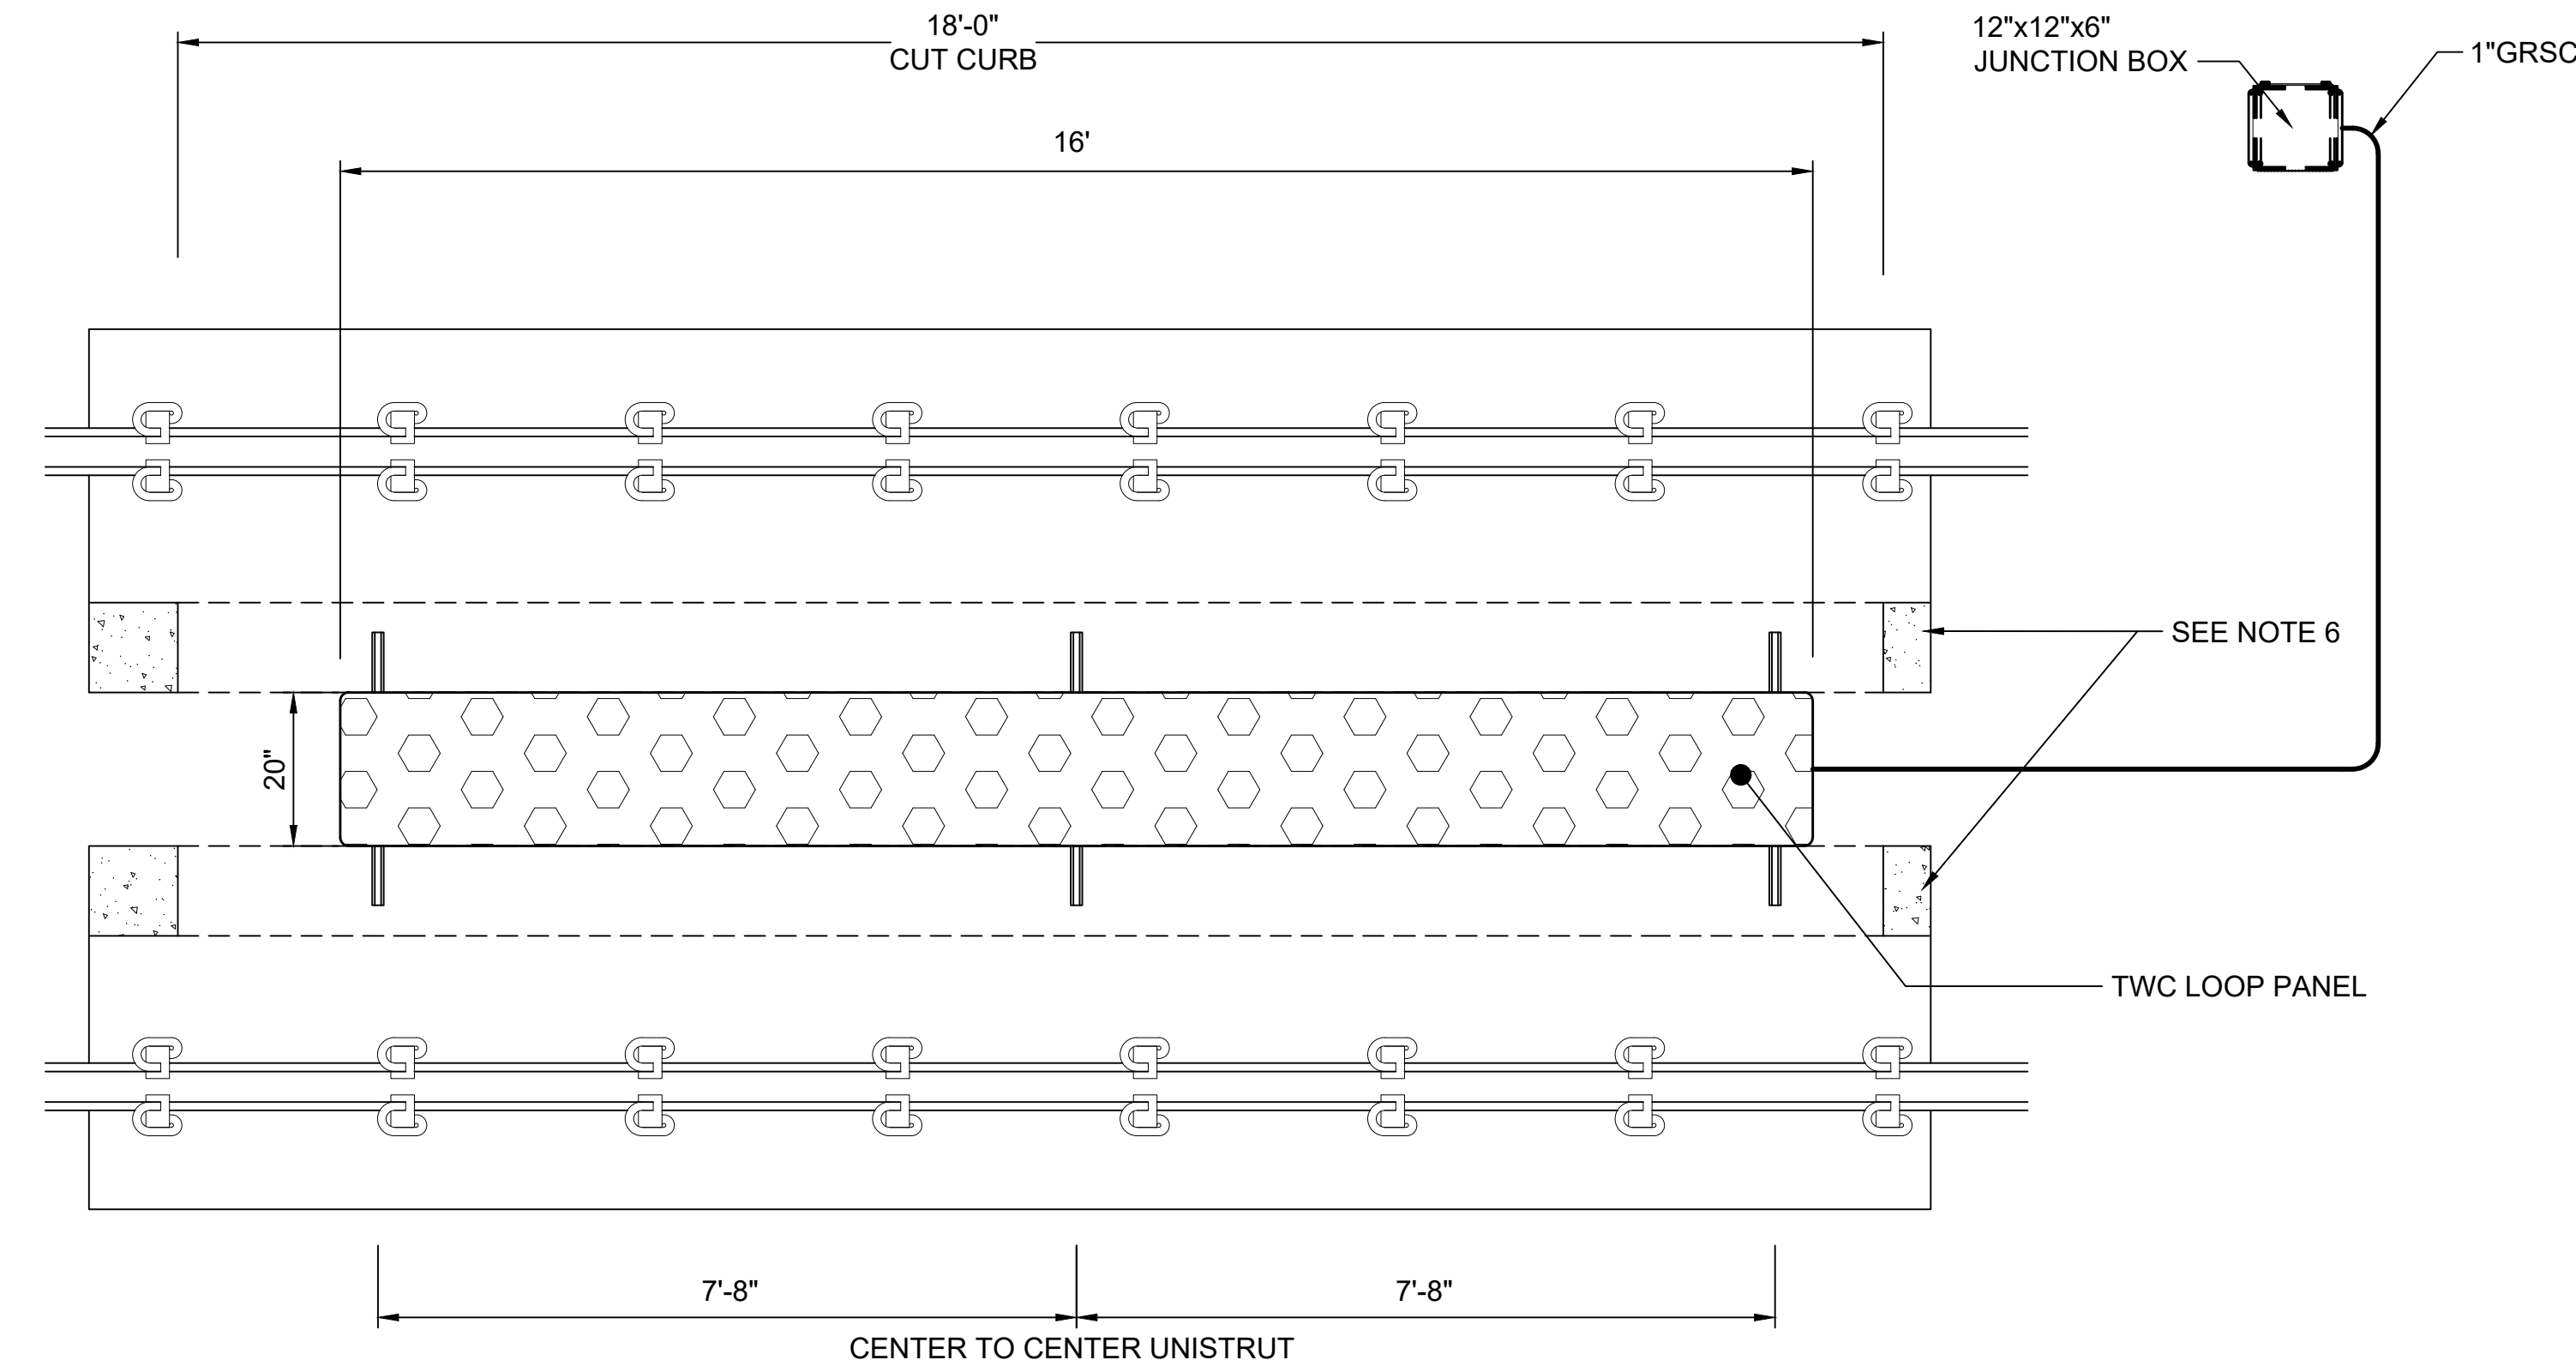 18'-0"
CUT CURB
12"x12"x6"
JUNCTION BOX
1"GRSC
16'
SEE NOTE 6
20"
TWC LOOP PANEL
7'-8"
7'-8"
CENTER TO CENTER UNISTRUT